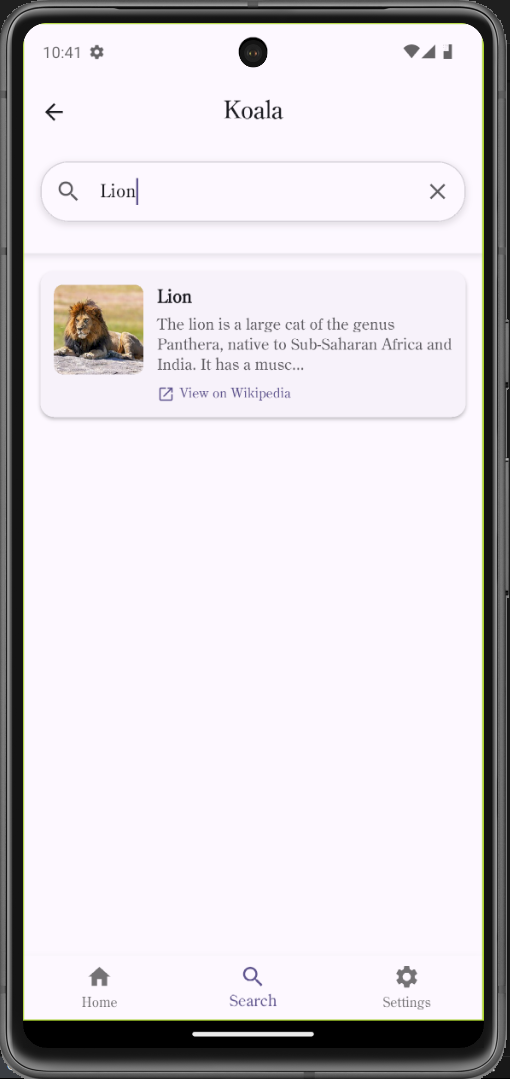 10:41
Koala
Lion
Lion
The lion is a large cat of the genus
Panthera, native to Sub-Saharan Africa and
India. It has a musc...
View on Wikipedia
Home
Search
Settings